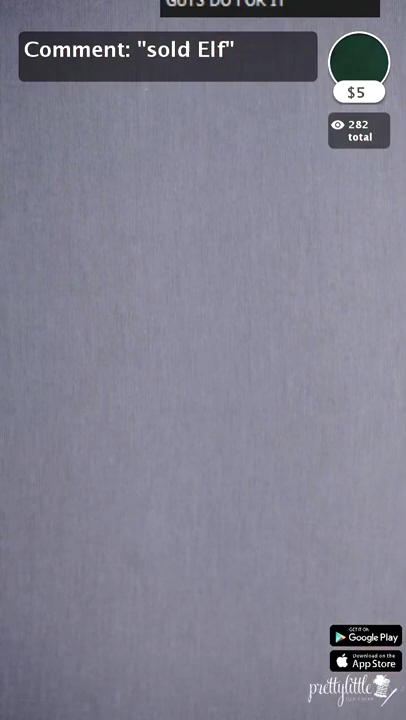 Comment: "sold Elf"
$5
282
total
GET IT ON
Google Play
Download on the
App Store
prettylittle